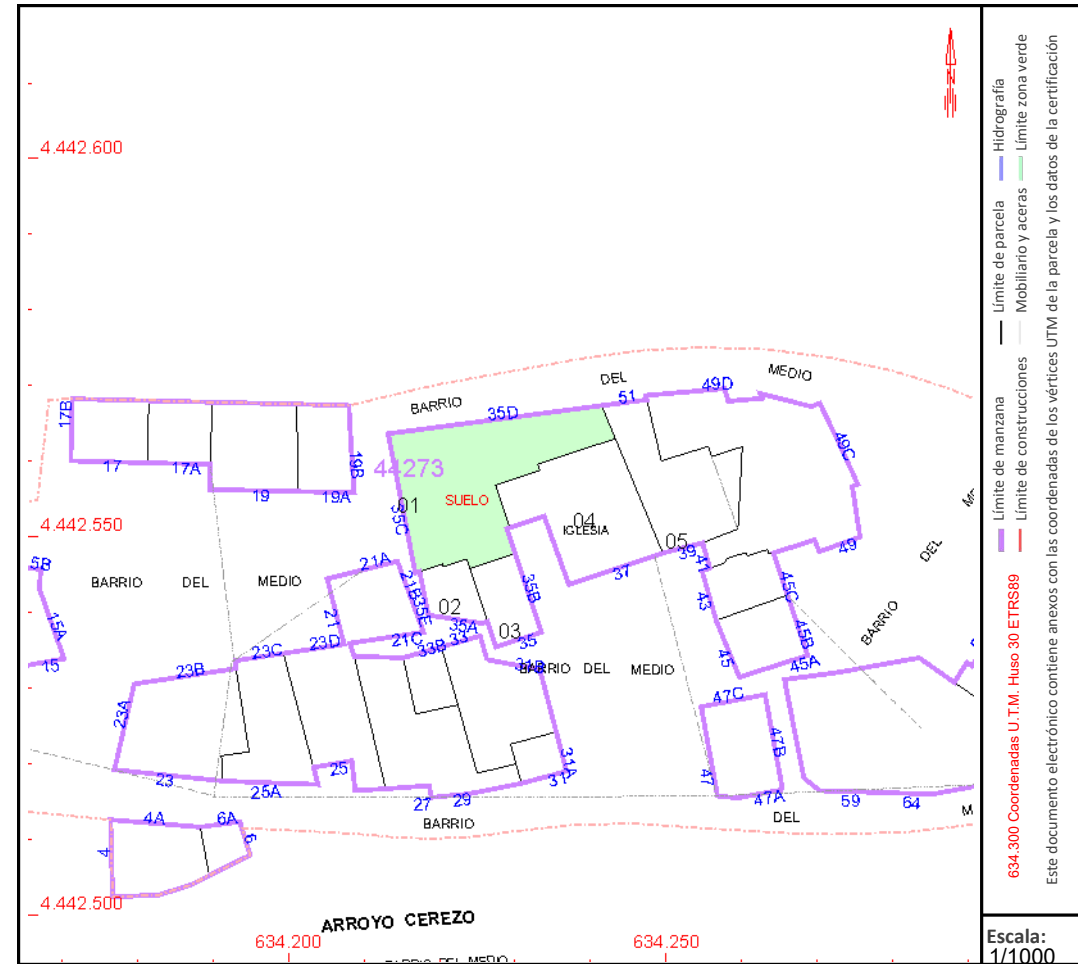 4.442.600
4.442.550
4.442.500
634.200
634.250
N
BARRIO
DEL
MEDIO
35D
51
49D
49C
17B
17
17A
19
19A
19B
44273
01
35C
SUELO
04
IGLESIA
05
39
41
37
49
5B
15A
15
BARRIO DEL MEDIO
21A
21B
35E
21
21C
02
35A
33
33B
03
35
35B
43
45
45C
45B
45A
DEL
BARRIO
23A
23B
23C
23D
BARRIO DEL MEDIO
47C
47B
47
47A
23
25A
25
27
29
31
31A
59
64
BARRIO
DEL
4A
6A
4
6
ARROYO CEREZO
BARRIO DEL MEDIO
Límite de manzana
Límite de parcela
Hidrografía
Límite de construcciones
Mobiliario y aceras
Límite zona verde
634.300 Coordenadas U.T.M. Huso 30 ETRS89
Este documento electrónico contiene anexos con las coordenadas de los vértices UTM de la parcela y los datos de la certificación
Escala:
1/1000